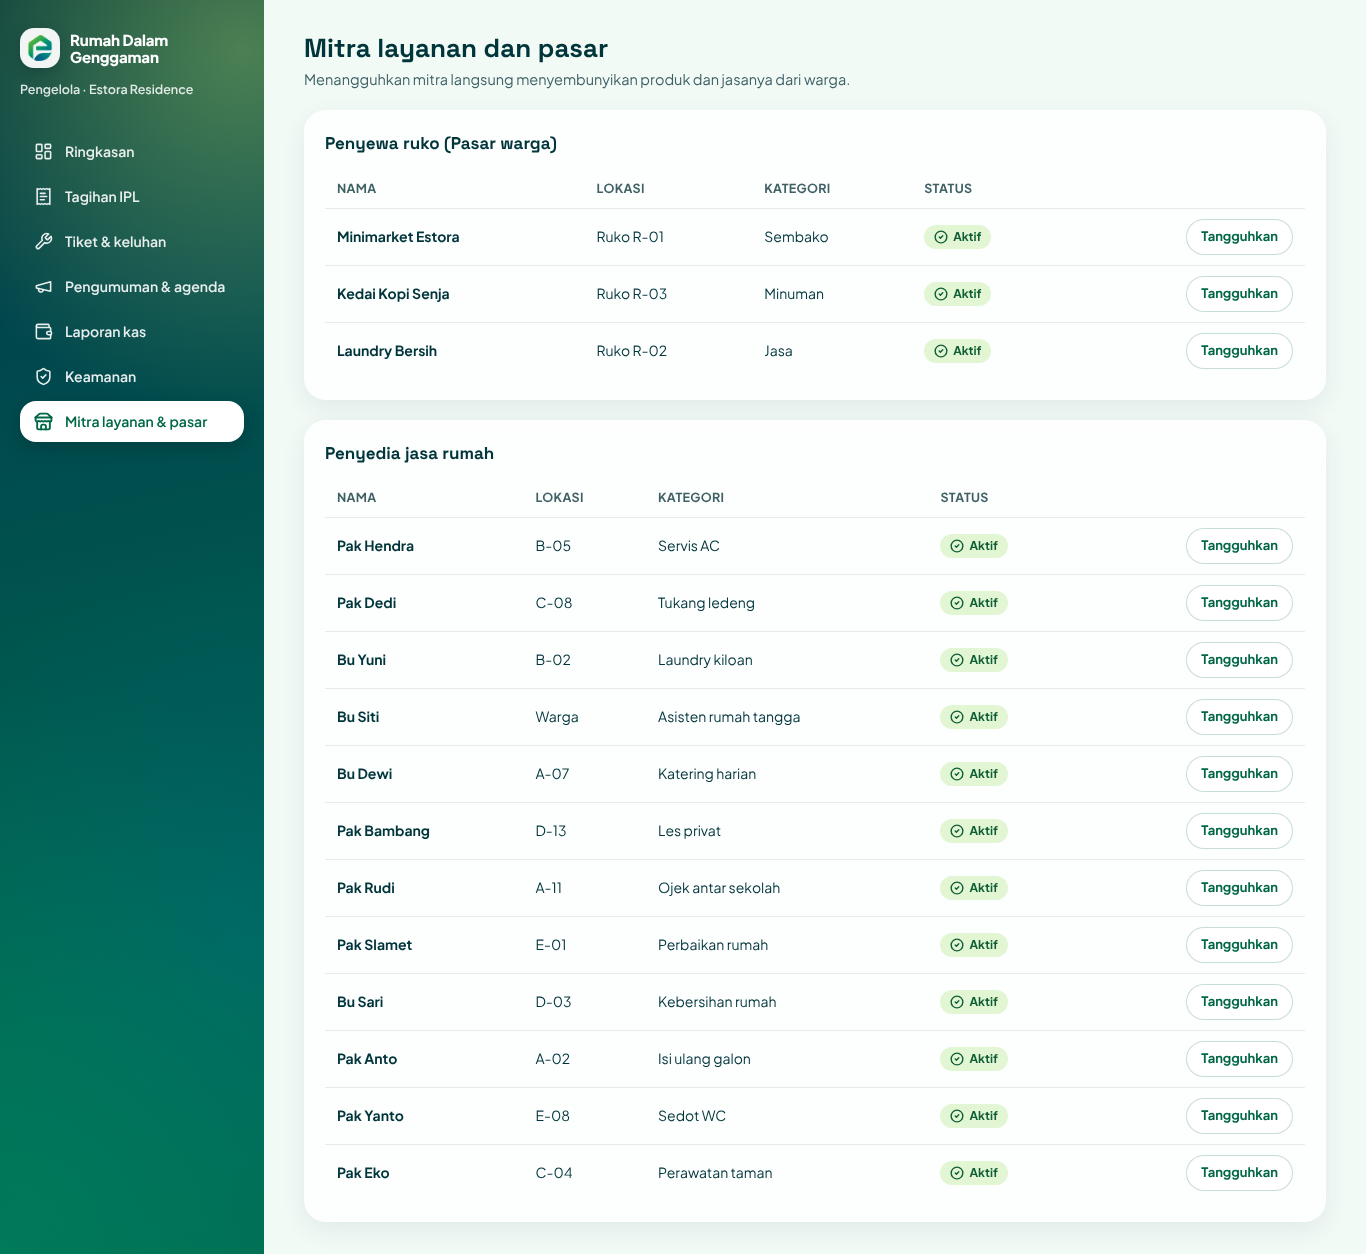 Rumah Dalam
Genggaman
Pengelola · Estora Residence
Ringkasan
Tagihan IPL
Tiket & keluhan
Pengumuman & agenda
Laporan kas
Keamanan
Mitra layanan & pasar
Mitra layanan dan pasar
Menangguhkan mitra langsung menyembunyikan produk dan jasanya dari warga.
Penyewa ruko (Pasar warga)
NAMA LOKASI KATEGORI STATUS
Minimarket Estora Ruko R-01 Sembako Aktif Tangguhkan
Kedai Kopi Senja Ruko R-03 Minuman Aktif Tangguhkan
Laundry Bersih Ruko R-02 Jasa Aktif Tangguhkan
Penyedia jasa rumah
NAMA LOKASI KATEGORI STATUS
Pak Hendra B-05 Servis AC Aktif Tangguhkan
Pak Dedi C-08 Tukang ledeng Aktif Tangguhkan
Bu Yuni B-02 Laundry kiloan Aktif Tangguhkan
Bu Siti Warga Asisten rumah tangga Aktif Tangguhkan
Bu Dewi A-07 Katering harian Aktif Tangguhkan
Pak Bambang D-13 Les privat Aktif Tangguhkan
Pak Rudi A-11 Ojek antar sekolah Aktif Tangguhkan
Pak Slamet E-01 Perbaikan rumah Aktif Tangguhkan
Bu Sari D-03 Kebersihan rumah Aktif Tangguhkan
Pak Anto A-02 Isi ulang galon Aktif Tangguhkan
Pak Yanto E-08 Sedot WC Aktif Tangguhkan
Pak Eko C-04 Perawatan taman Aktif Tangguhkan